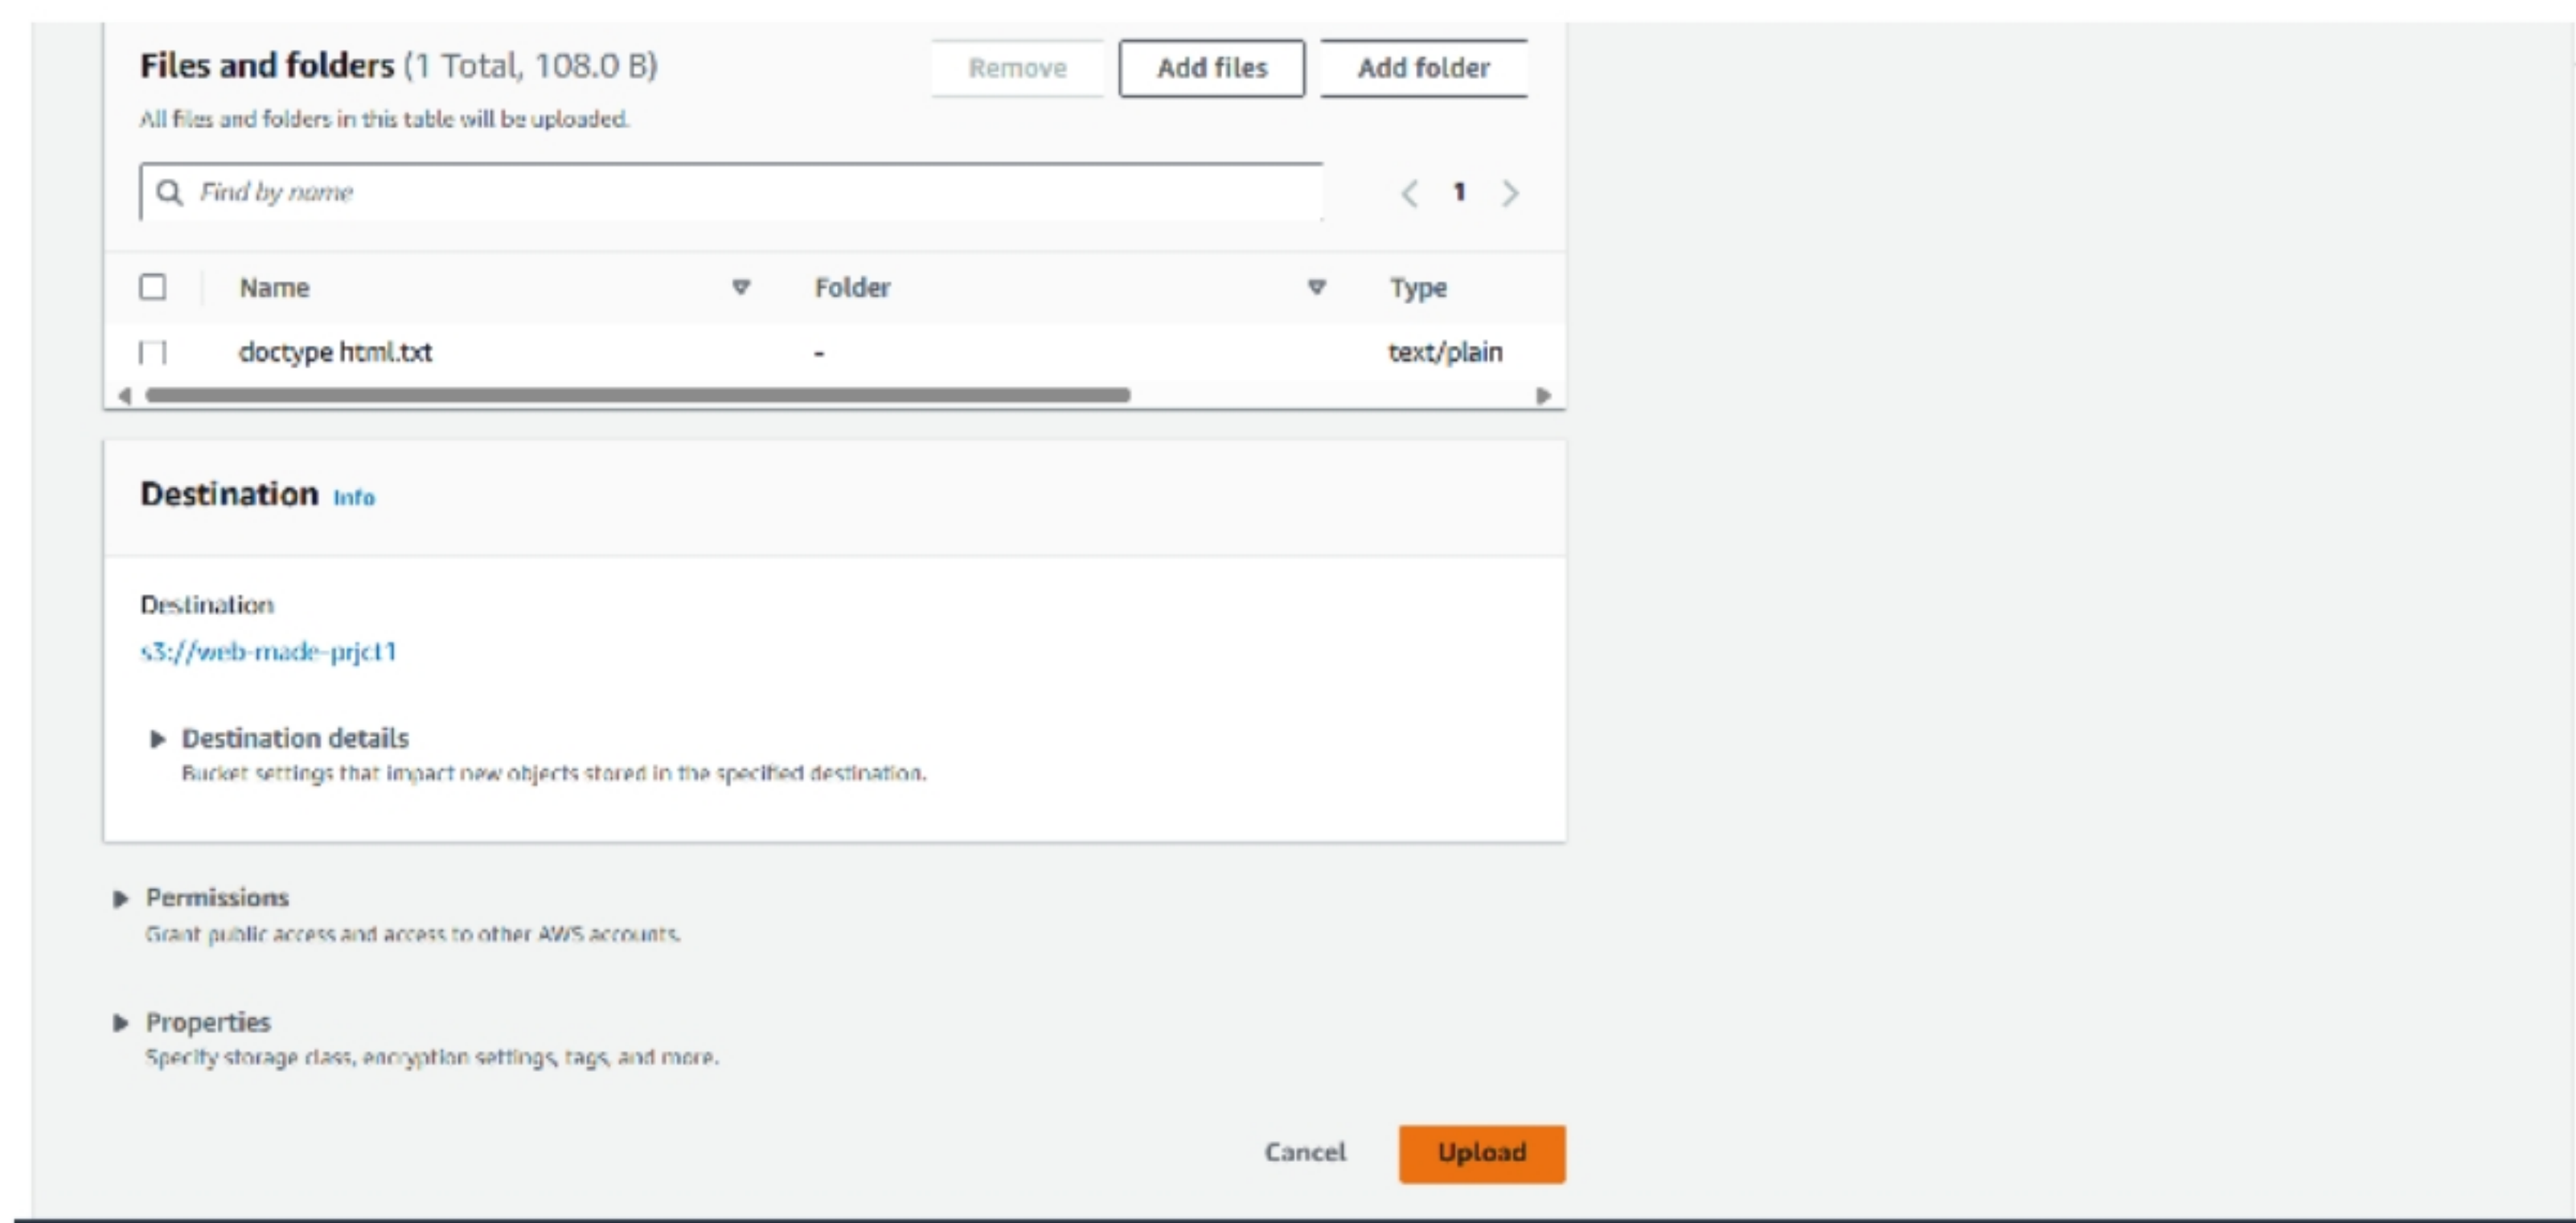 Files and folders (1 Total, 108.0 B)
Remove
Add files
Add folder
All files and folders in this table will be uploaded.
Find by name
1
Name
Folder
Type
doctype html.txt
-
text/plain
Destination Info
Destination
s3://web-made-prjct1
Destination details
Bucket settings that impact new objects stored in the specified destination.
Permissions
Grant public access and access to other AWS accounts.
Properties
Specify storage class, encryption settings, tags, and more.
Cancel
Upload